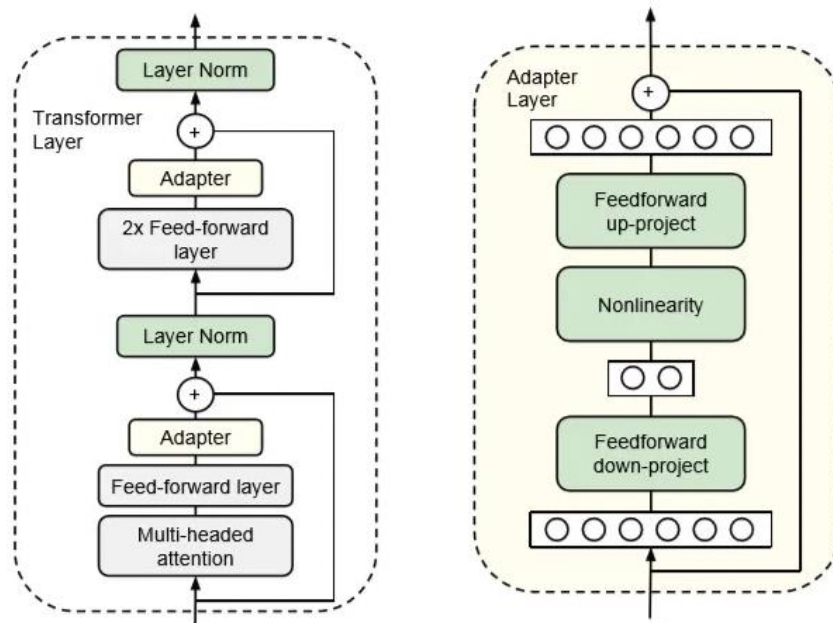 Layer Norm
Transformer
Layer
+
Adapter
2x Feed-forward
layer
Layer Norm
+
Adapter
Feed-forward layer
Multi-headed
attention
Adapter
Layer
+
Feedforward
up-project
Nonlinearity
Feedforward
down-project